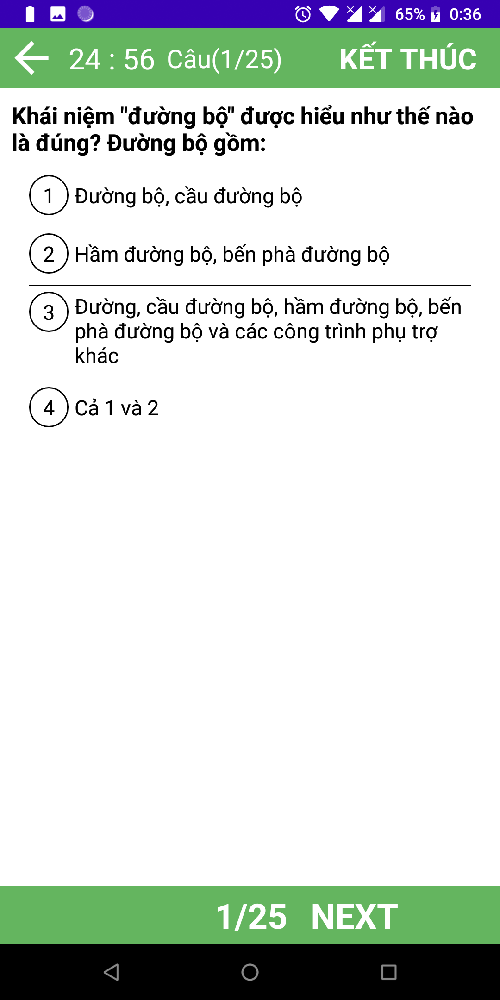 65% 0:36
24 : 56 Câu(1/25) KẾT THÚC
Khái niệm "đường bộ" được hiểu như thế nào
là đúng? Đường bộ gồm:
1 Đường bộ, cầu đường bộ
2 Hầm đường bộ, bến phà đường bộ
3 Đường, cầu đường bộ, hầm đường bộ, bến
phà đường bộ và các công trình phụ trợ
khác
4 Cả 1 và 2
1/25 NEXT